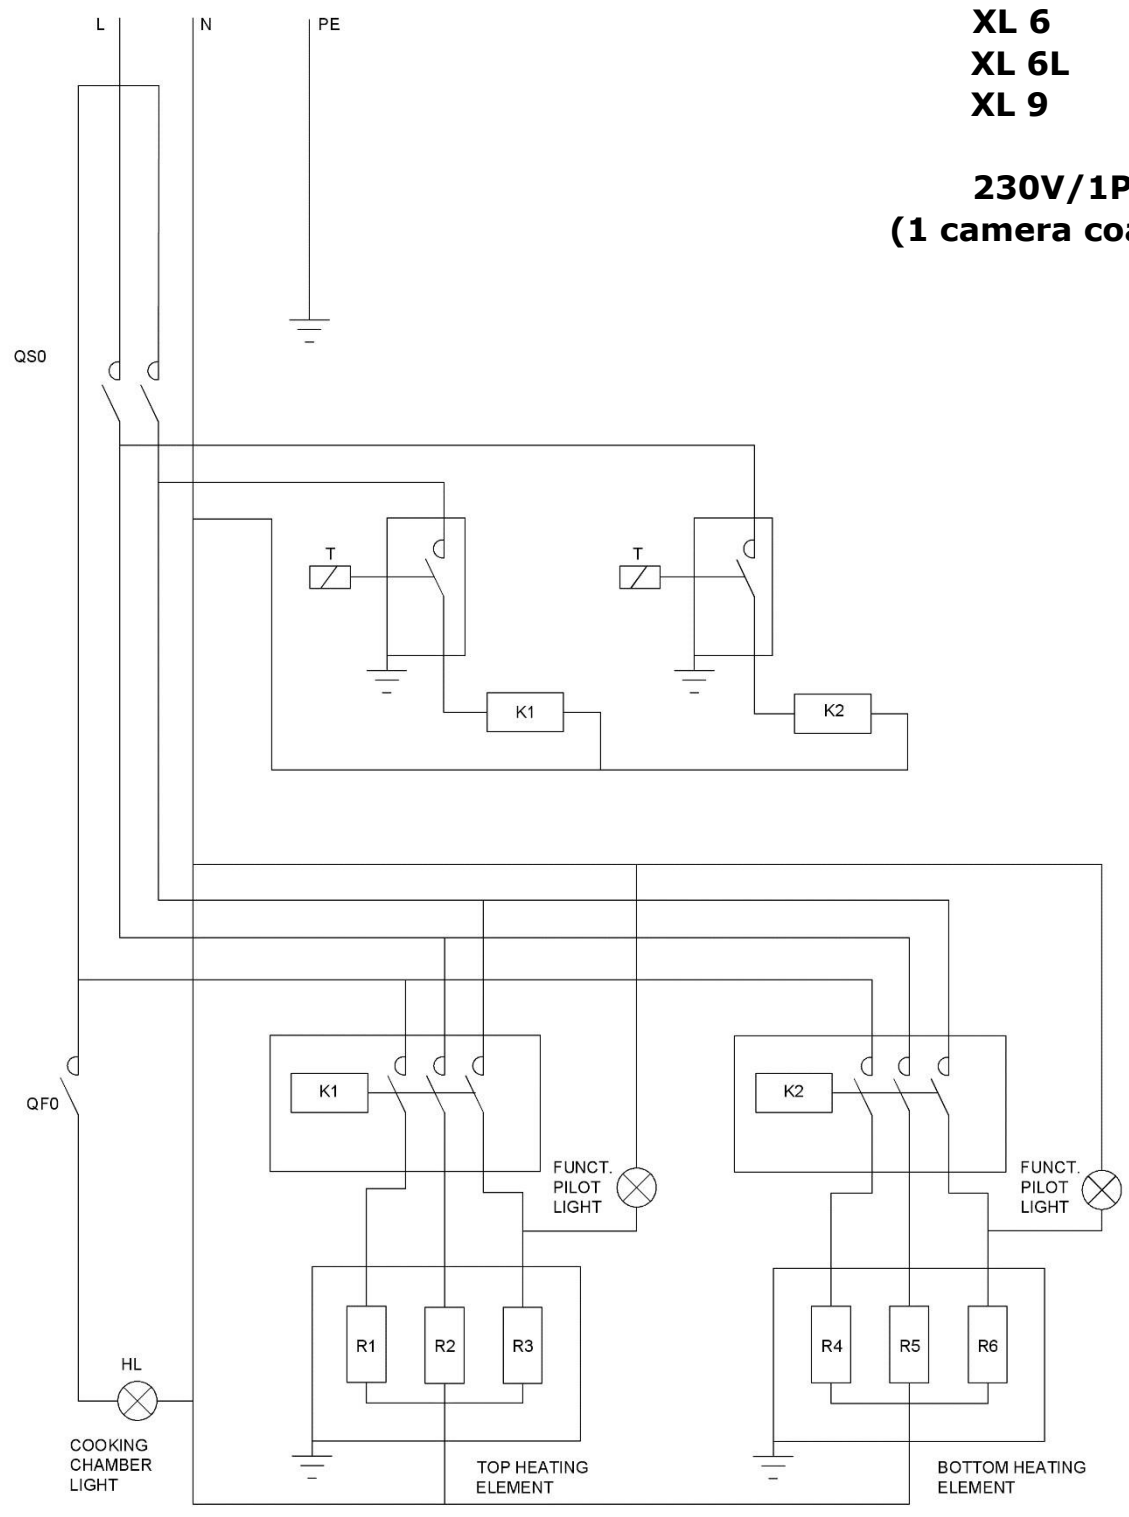 L
N
PE
XL 6
XL 6L
XL 9
230V/1P
(1 camera
QS0
T
T
K1
K2
K1
K2
QF0
FUNCT.
PILOT
LIGHT
FUNCT.
PILOT
LIGHT
R1
R2
R3
R4
R5
R6
HL
COOKING
CHAMBER
LIGHT
TOP HEATING
ELEMENT
BOTTOM HEATING
ELEMENT